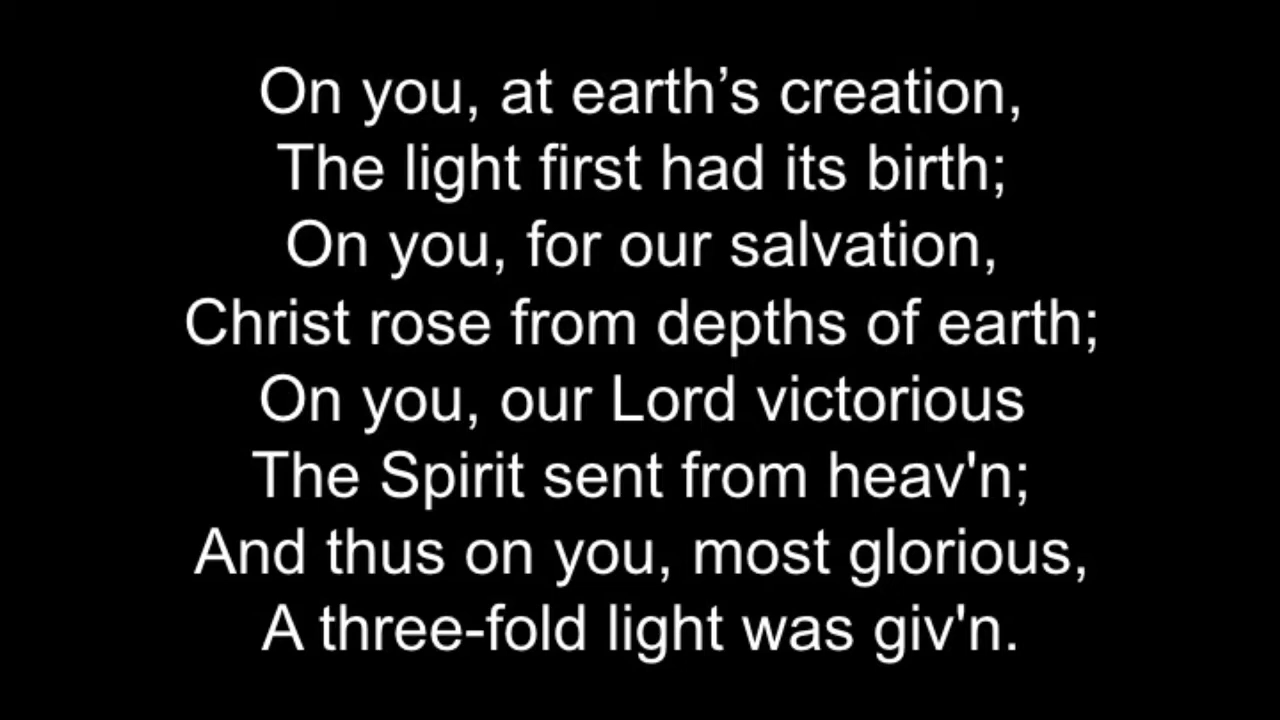 On you, at earth’s creation,
The light first had its birth;
On you, for our salvation,
Christ rose from depths of earth;
On you, our Lord victorious
The Spirit sent from heav'n;
And thus on you, most glorious,
A three-fold light was giv'n.